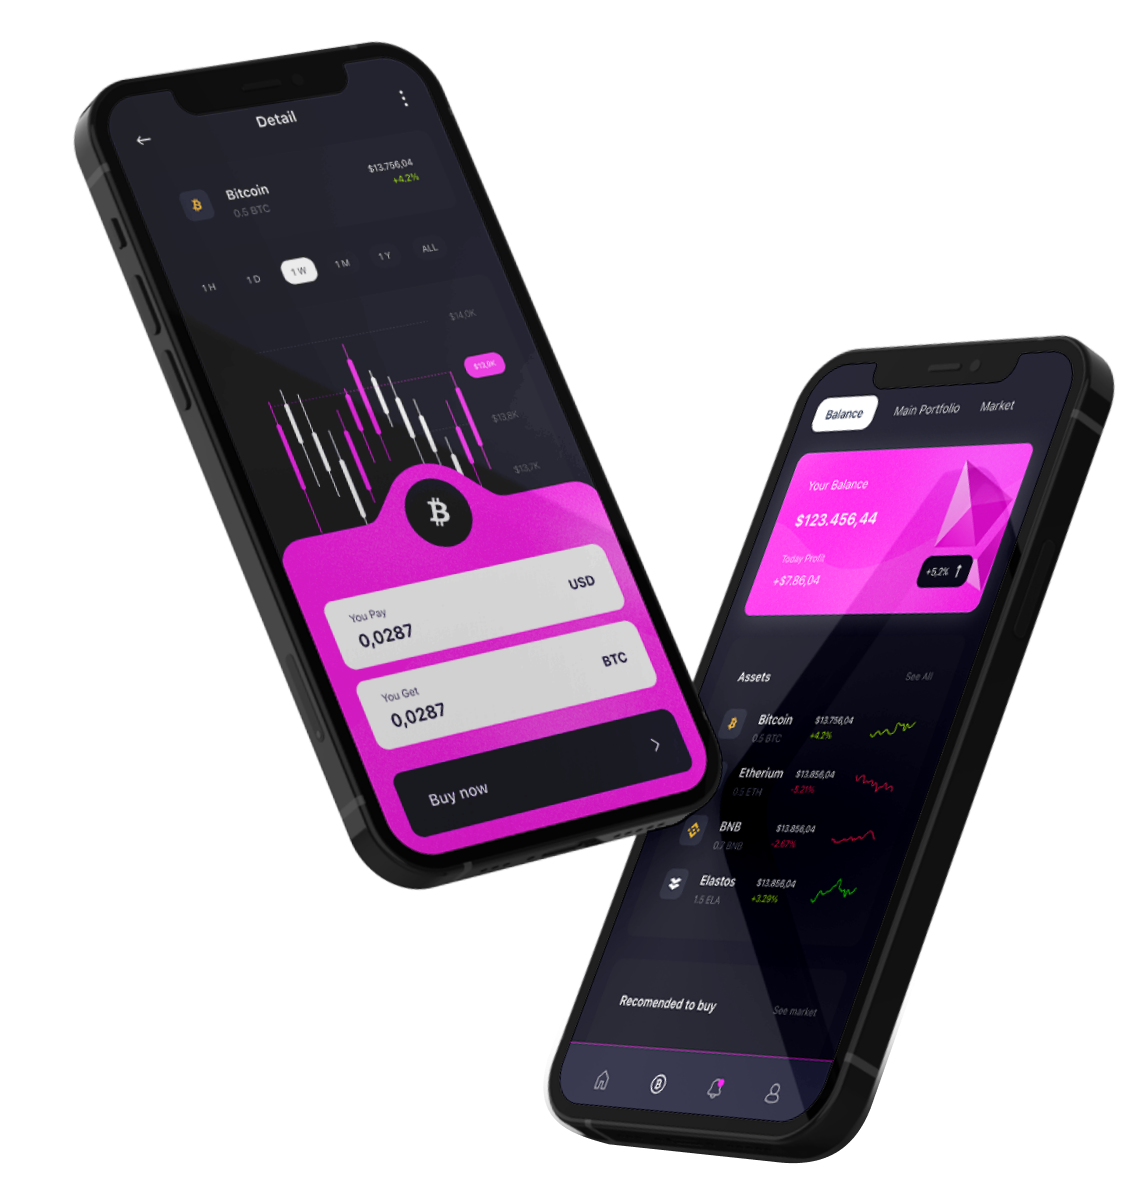 Detail
Bitcoin
0.5 BTC
$13.756,04
+4.2%
1 H
1 D
1 W
1 M
1 Y
ALL
$14,0K
$13,9K
$13,8K
$13,7K
You Pay
0,0287
USD
You Get
0,0287
BTC
Buy now
Balance
Main Portfolio
Market
Your Balance
$123.456,44
Today Profit
+$7.86,04
+5,2%
Assets
See All
Bitcoin
0.5 BTC
$13.756,04
+4.2%
Etherium
0.5 ETH
$13.856,04
-5.21%
BNB
0.7 BNB
$13.856,04
-2.67%
Elastos
1.5 ELA
$13.856,04
+3.29%
Recomended to buy
See market